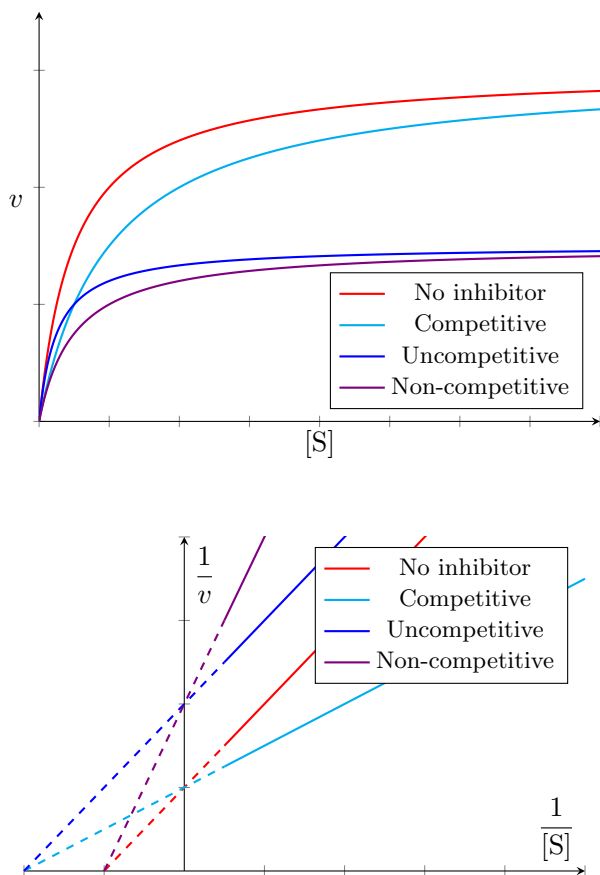 v
No inhibitor
Competitive
Uncompetitive
Non-competitive
[S]
1
v
No inhibitor
Competitive
Uncompetitive
Non-competitive
1
[S]